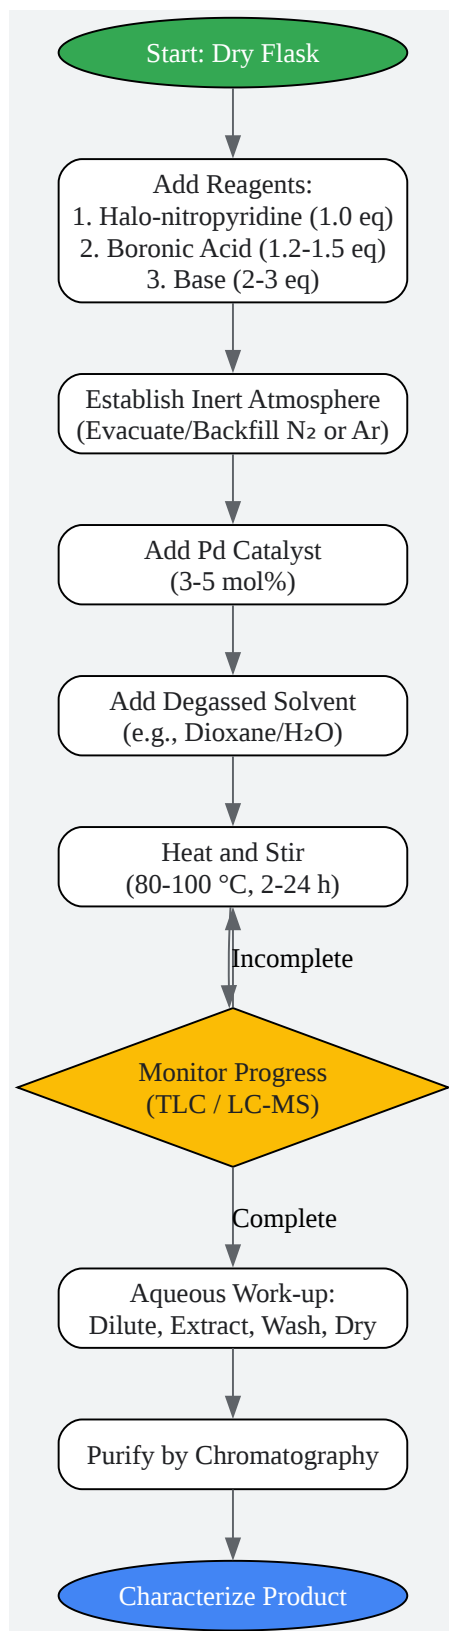 Start: Dry Flask
Add Reagents:
1. Halo-nitropyridine (1.0 eq)
2. Boronic Acid (1.2-1.5 eq)
3. Base (2-3 eq)
Establish Inert Atmosphere
(Evacuate/Backfill N₂ or Ar)
Add Pd Catalyst
(3-5 mol%)
Add Degassed Solvent
(e.g., Dioxane/H₂O)
Heat and Stir
(80-100 °C, 2-24 h)
Incomplete
Monitor Progress
(TLC / LC-MS)
Complete
Aqueous Work-up:
Dilute, Extract, Wash, Dry
Purify by Chromatography
Characterize Product